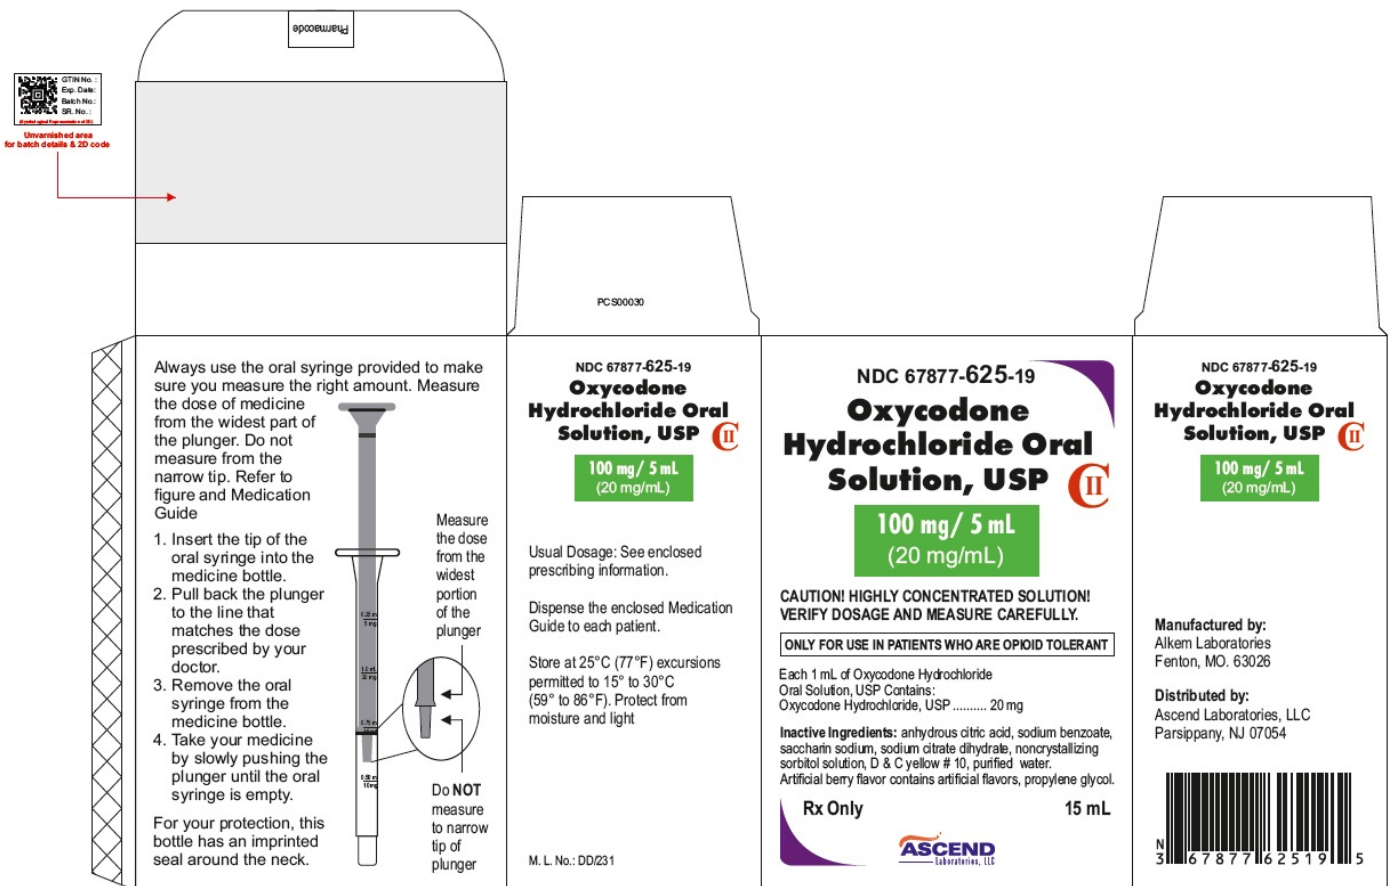 Pharmacode
GTIN No. :
Exp. Date:
Batch No.:
SR. No. :
Unvarnished area
for batch details & 2D code
PCS00030
Always use the oral syringe provided to make
sure you measure the right amount. Measure
the dose of medicine
from the widest part of
the plunger. Do not
measure from the
narrow tip. Refer to
figure and Medication
Guide
1. Insert the tip of the
oral syringe into the
medicine bottle.
2. Pull back the plunger
to the line that
matches the dose
prescribed by your
doctor.
3. Remove the oral
syringe from the
medicine bottle.
4. Take your medicine
by slowly pushing the
plunger until the oral
syringe is empty.
For your protection, this
bottle has an imprinted
seal around the neck.
Measure
the dose
from the
widest
portion
of the
plunger
Do NOT
measure
to narrow
tip of
plunger
NDC 67877-625-19
Oxycodone
Hydrochloride Oral
Solution, USP CII
100 mg/ 5 mL
(20 mg/mL)
Usual Dosage: See enclosed
prescribing information.
Dispense the enclosed Medication
Guide to each patient.
Store at 25°C (77°F) excursions
permitted to 15° to 30°C
(59° to 86°F). Protect from
moisture and light
M. L. No.: DD/231
NDC 67877-625-19
Oxycodone
Hydrochloride Oral
Solution, USP CII
100 mg/ 5 mL
(20 mg/mL)
CAUTION! HIGHLY CONCENTRATED SOLUTION!
VERIFY DOSAGE AND MEASURE CAREFULLY.
ONLY FOR USE IN PATIENTS WHO ARE OPIOID TOLERANT
Each 1 mL of Oxycodone Hydrochloride
Oral Solution, USP Contains:
Oxycodone Hydrochloride, USP .......... 20 mg
Inactive Ingredients: anhydrous citric acid, sodium benzoate,
saccharin sodium, sodium citrate dihydrate, noncrystallizing
sorbitol solution, D & C yellow # 10, purified water.
Artificial berry flavor contains artificial flavors, propylene glycol.
Rx Only 15 mL
ASCEND
Laboratories, LLC
NDC 67877-625-19
Oxycodone
Hydrochloride Oral
Solution, USP CII
100 mg/ 5 mL
(20 mg/mL)
Manufactured by:
Alkem Laboratories
Fenton, MO. 63026
Distributed by:
Ascend Laboratories, LLC
Parsippany, NJ 07054
N
3 67877 62519 5